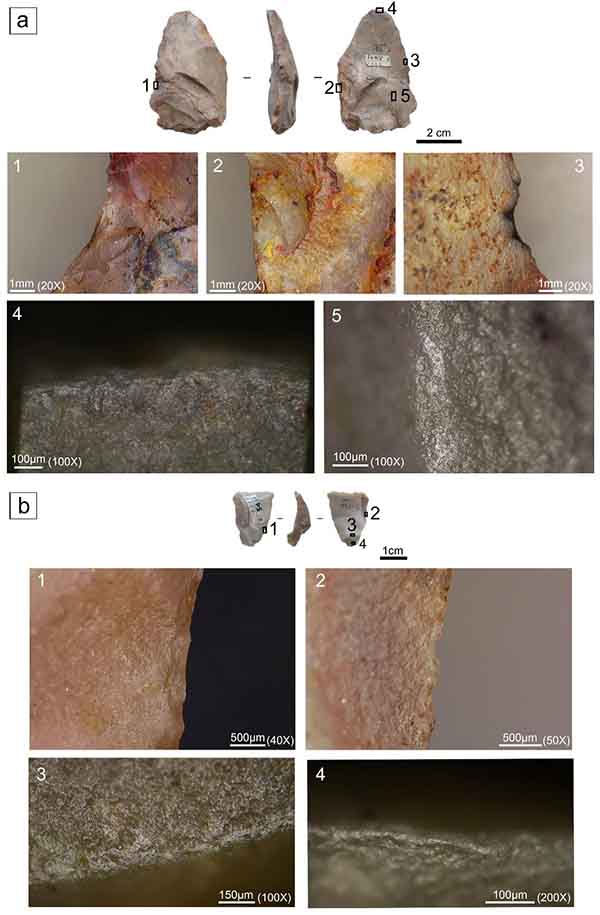 a
4
3
1
2
5
2 cm
1
1mm (20X)
2
1mm (20X)
3
1mm (20X)
4
100µm (100X)
5
100µm (100X)
b
1
2
3
4
1cm
1
500µm (40X)
2
500µm (50X)
3
150µm (100X)
4
100µm (200X)